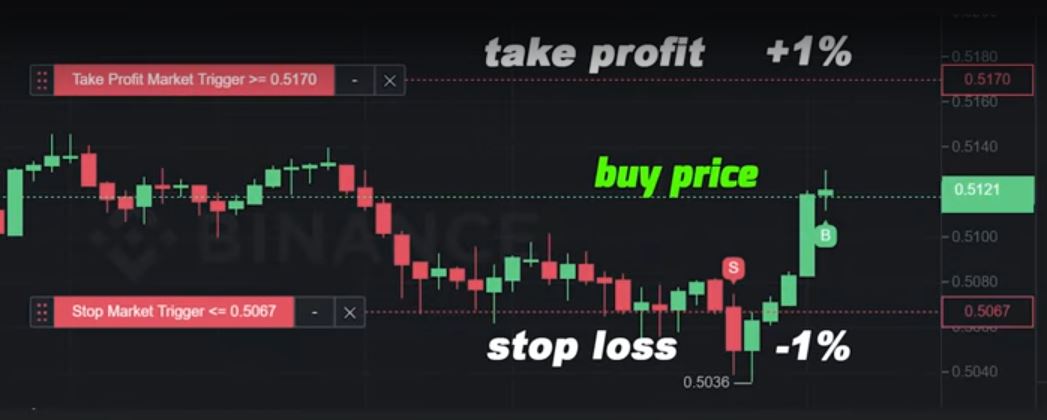 take profit +1%
0.5180
Take Profit Market Trigger >= 0.5170 - ×
0.5170
0.5160
0.5140
buy price
0.5121
BINANCE
B
0.5100
S
0.5080
Stop Market Trigger <= 0.5067 - ×
0.5067
stop loss -1%
0.5036
0.5040